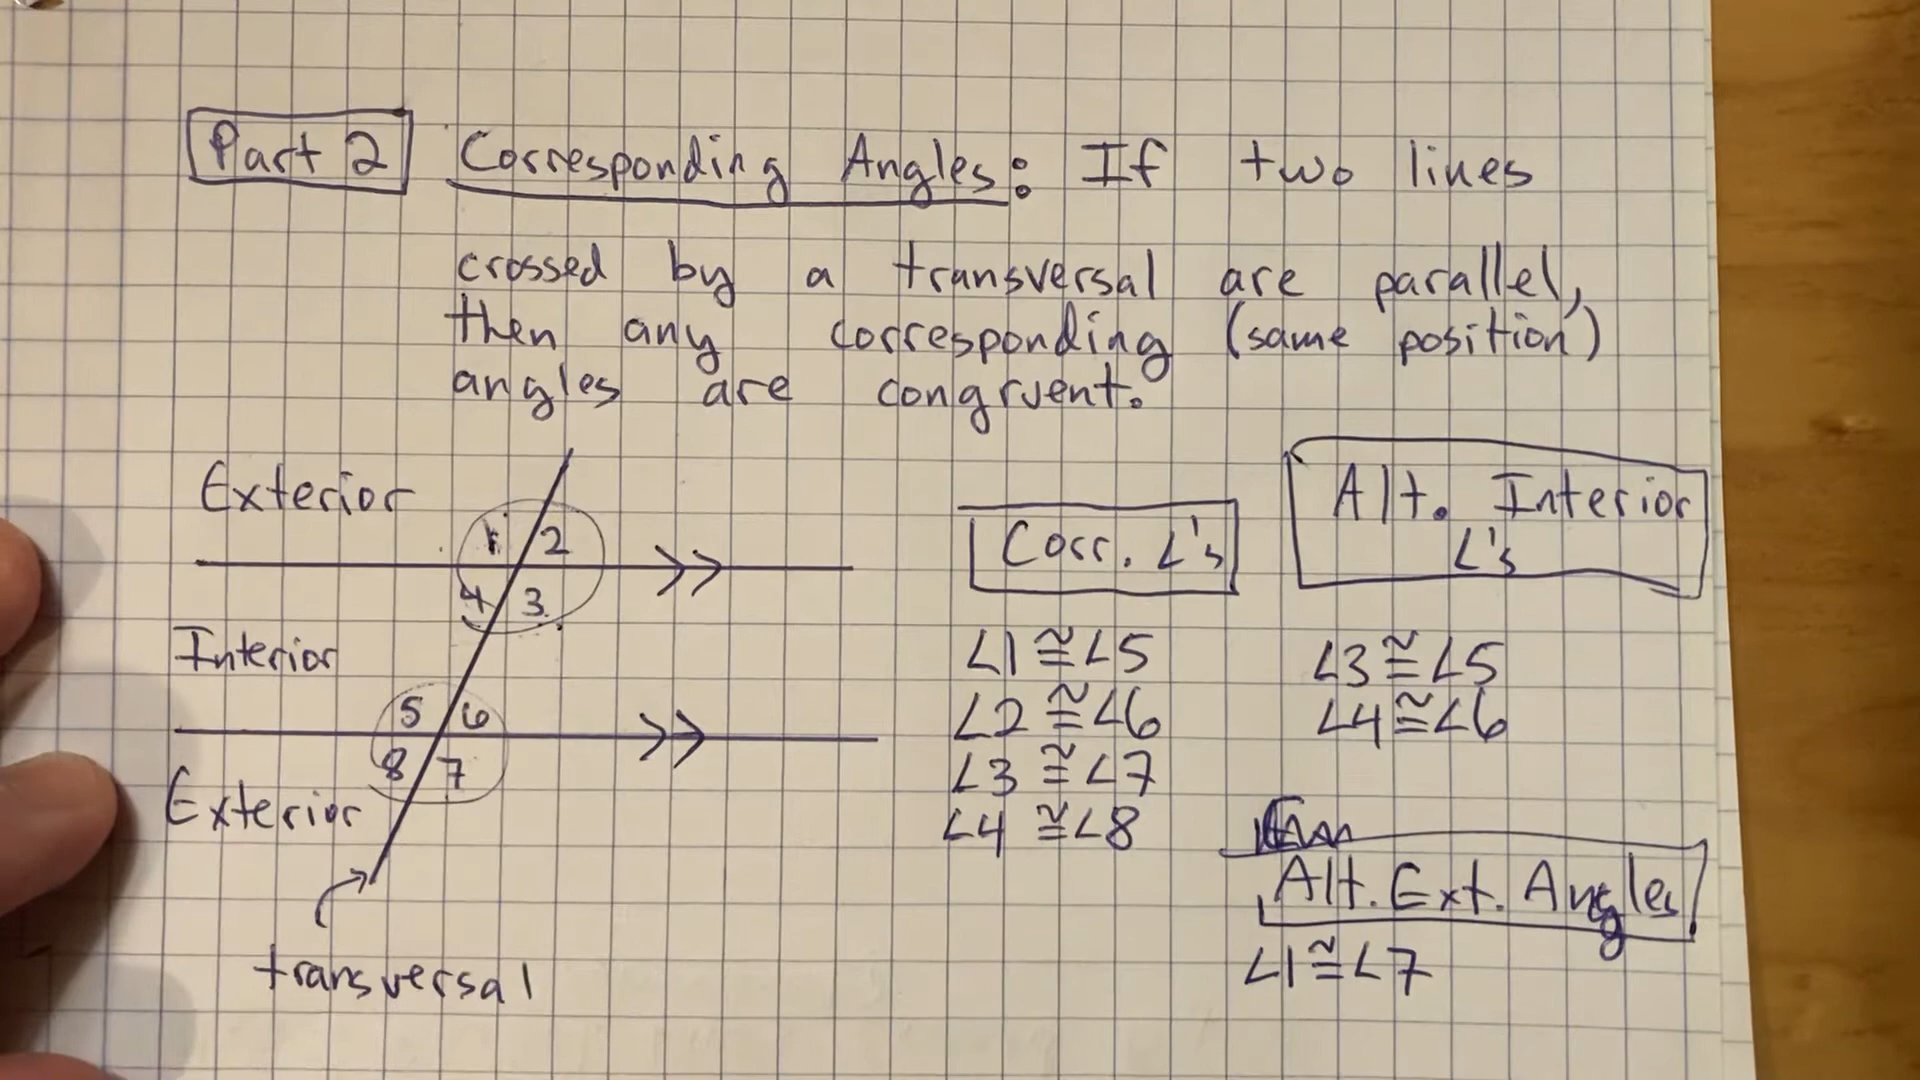 Part 2 Corresponding Angles: If two lines
crossed by a transversal are parallel,
then any corresponding (same position)
angles are congruent.
Exterior
1 2
4 3
Interior
5 6
8 7
Exterior
transversal
Corr. ∠'s
∠1≅∠5
∠2≅∠6
∠3≅∠7
∠4≅∠8
Alt. Interior
∠'s
∠3≅∠5
∠4≅∠6
Alt. Ext. Angles
∠1≅∠7